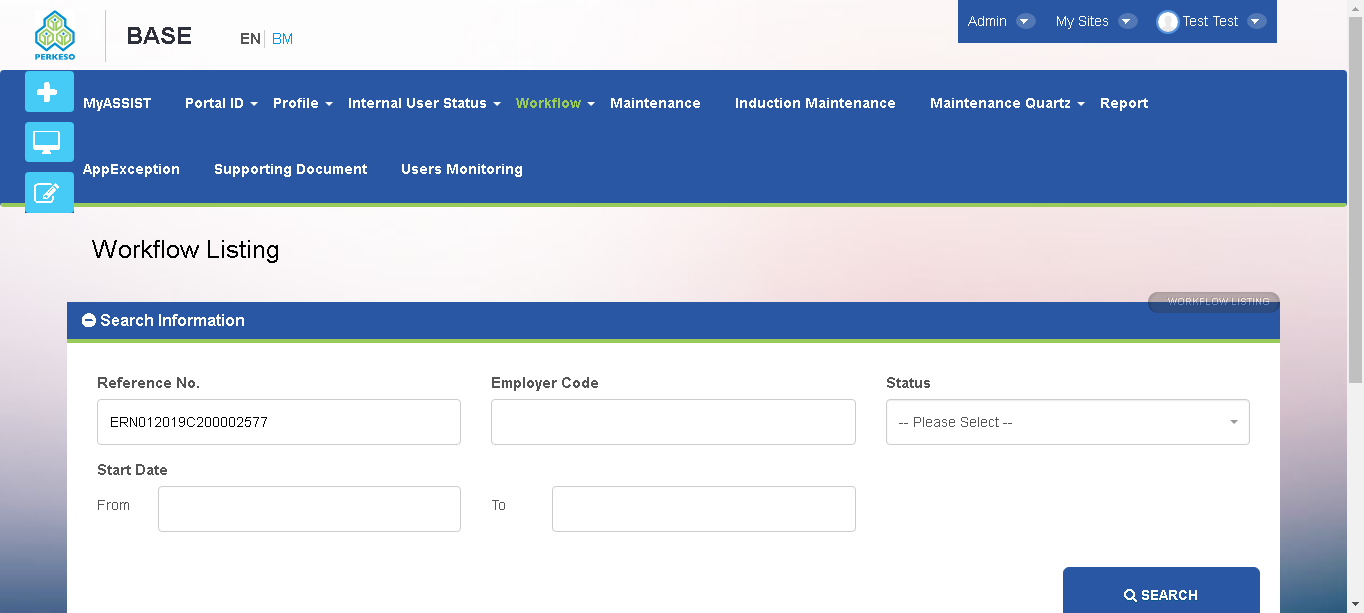 Admin My Sites Test Test
PERKESO
BASE EN BM
MyASSIST Portal ID Profile Internal User Status Workflow Maintenance Induction Maintenance Maintenance Quartz Report
AppException Supporting Document Users Monitoring
Workflow Listing
WORKFLOW LISTING
Search Information
Reference No. Employer Code Status
ERN012019C200002577 -- Please Select --
Start Date
From To
SEARCH